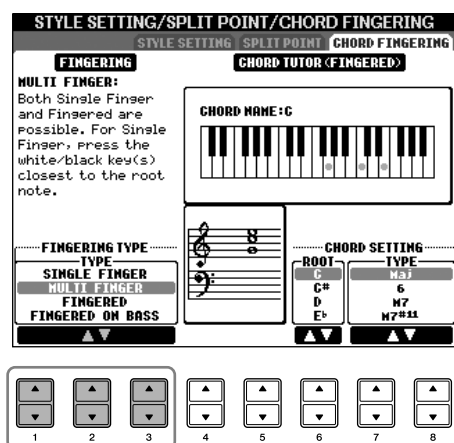 STYLE SETTING/SPLIT POINT/CHORD FINGERING
STYLE SETTING SPLIT POINT CHORD FINGERING
FINGERING
CHORD TUTOR (FINGERED)
MULTI FINGER:
Both Single Finger
and Fingered are
possible. For Single
Finger, press the
white/black key(s)
closest to the root
note.
CHORD NAME:C
FINGERING TYPE
TYPE
SINGLE FINGER
MULTI FINGER
FINGERED
FINGERED ON BASS
CHORD SETTING
ROOT TYPE
C Maj
C# 6
D M7
E♭ M7#11
1 2 3 4 5 6 7 8